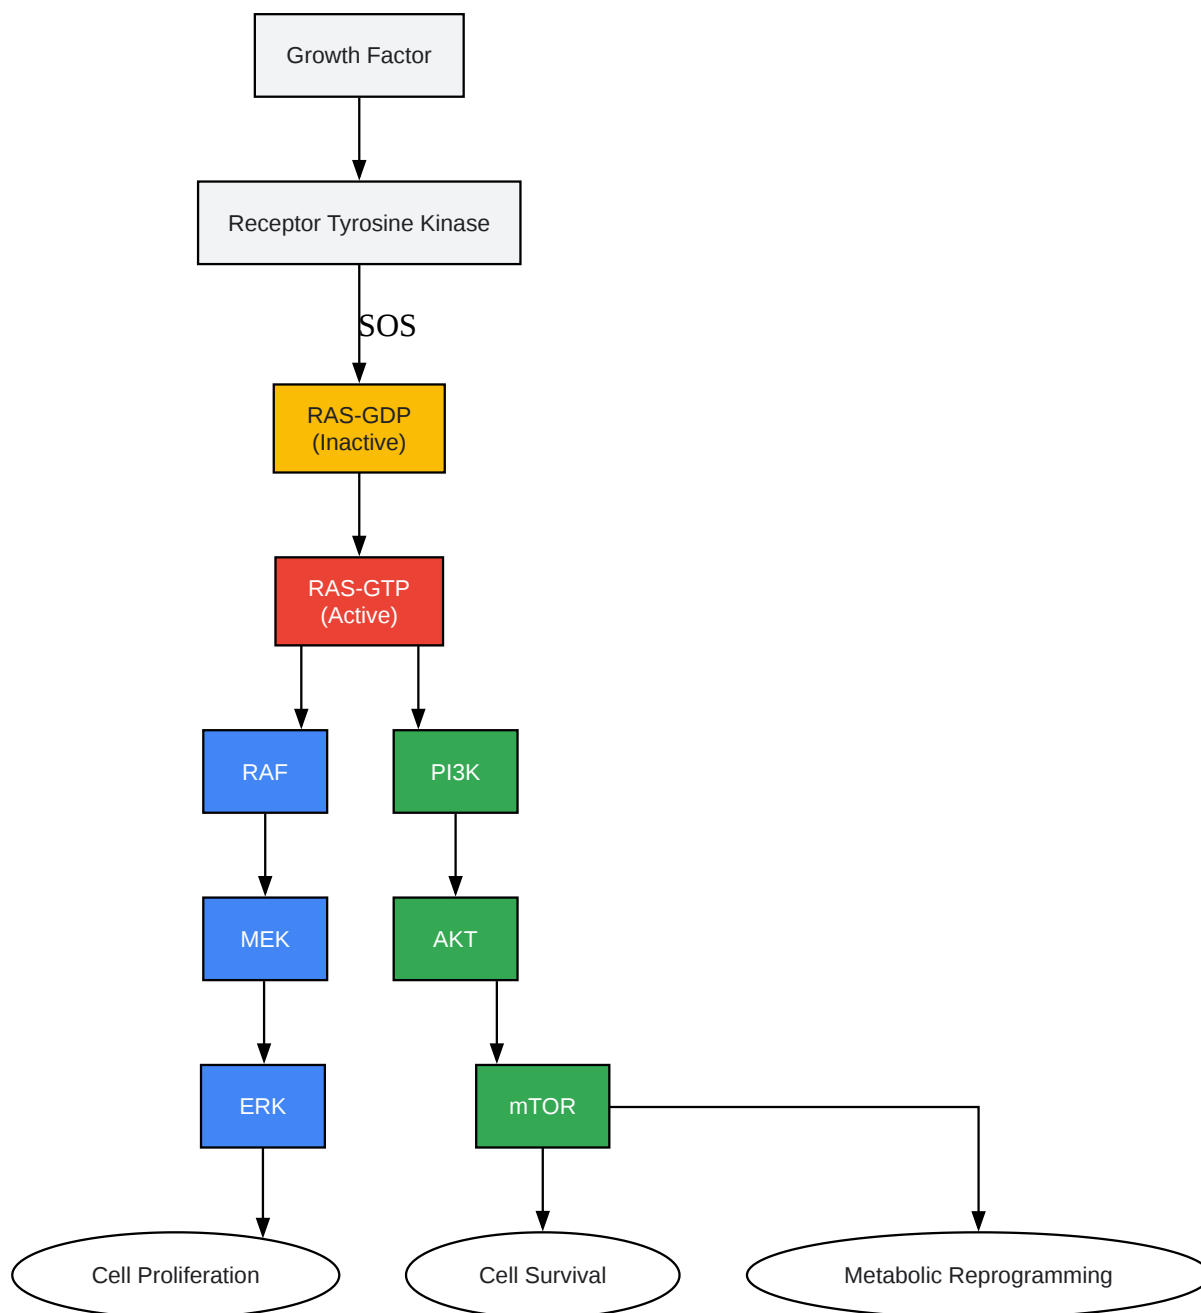 Growth Factor
Receptor Tyrosine Kinase
SOS
RAS-GDP
(Inactive)
RAS-GTP
(Active)
RAF
PI3K
MEK
AKT
ERK
mTOR
Cell Proliferation
Cell Survival
Metabolic Reprogramming